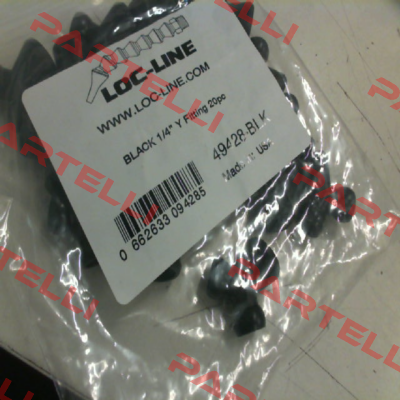 LOC-LINE
WWW.LOC-LINE.COM
BLACK 1/4" Y Fitting 20pc
49428-BLK
Made in USA
0 662633 094285
PARTELLI
PARTELLI
PARTELLI
PARTELLI
PARTELLI